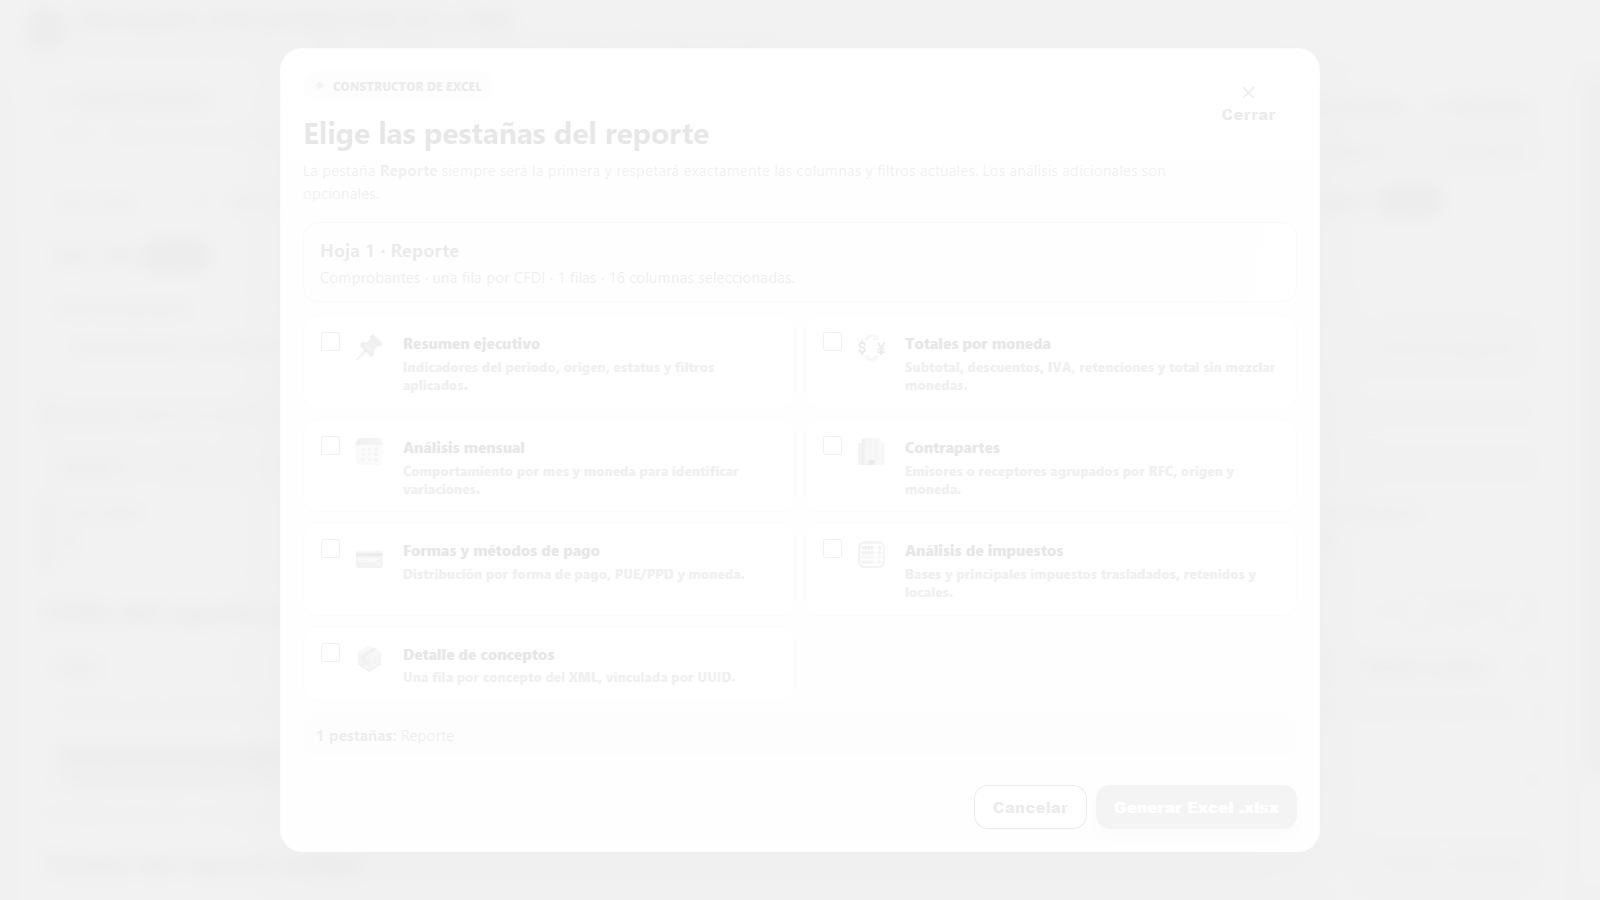 CONSTRUCTOR DE EXCEL
×
Cerrar
Elige las pestañas del reporte
La pestaña Reporte siempre será la primera y respetará exactamente las columnas y filtros actuales. Los análisis adicionales son
opcionales.
Hoja 1 · Reporte
Comprobantes · una fila por CFDI · 1 filas · 16 columnas seleccionadas.
Resumen ejecutivo
Indicadores del periodo, origen, estatus y filtros
aplicados.
Totales por moneda
Subtotal, descuentos, IVA, retenciones y total sin mezclar
monedas.
Análisis mensual
Comportamiento por mes y moneda para identificar
variaciones.
Contrapartes
Emisores o receptores agrupados por RFC, origen y
moneda.
Formas y métodos de pago
Distribución por forma de pago, PUE/PPD y moneda.
Análisis de impuestos
Bases y principales impuestos trasladados, retenidos y
locales.
Detalle de conceptos
Una fila por concepto del XML, vinculada por UUID.
1 pestañas: Reporte
Cancelar
Generar Excel .xlsx